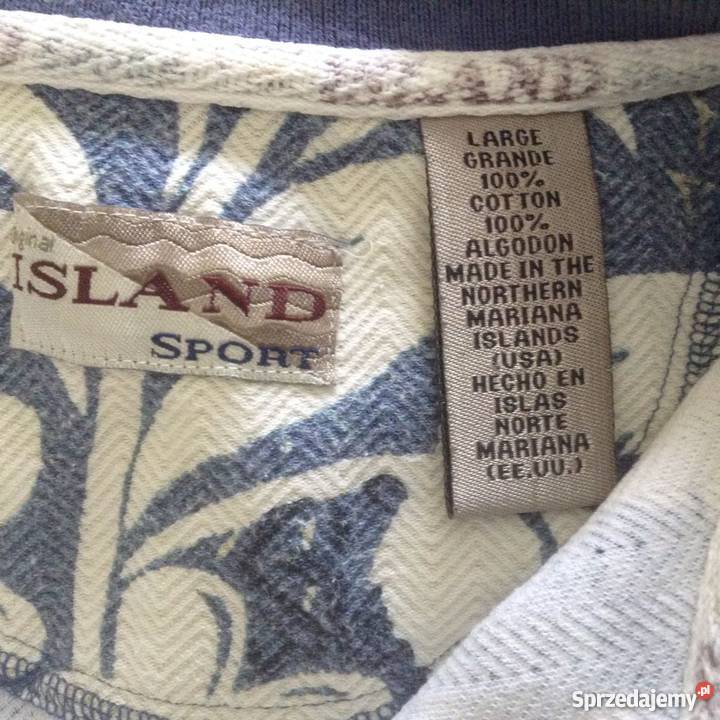 Original
ISLAND
SPORT
LARGE
GRANDE
100%
COTTON
100%
ALGODON
MADE IN THE
NORTHERN
MARIANA
ISLANDS
(USA)
HECHO EN
ISLAS
NORTE
MARIANA
(EE.UU.)
Sprzedajemy.pl